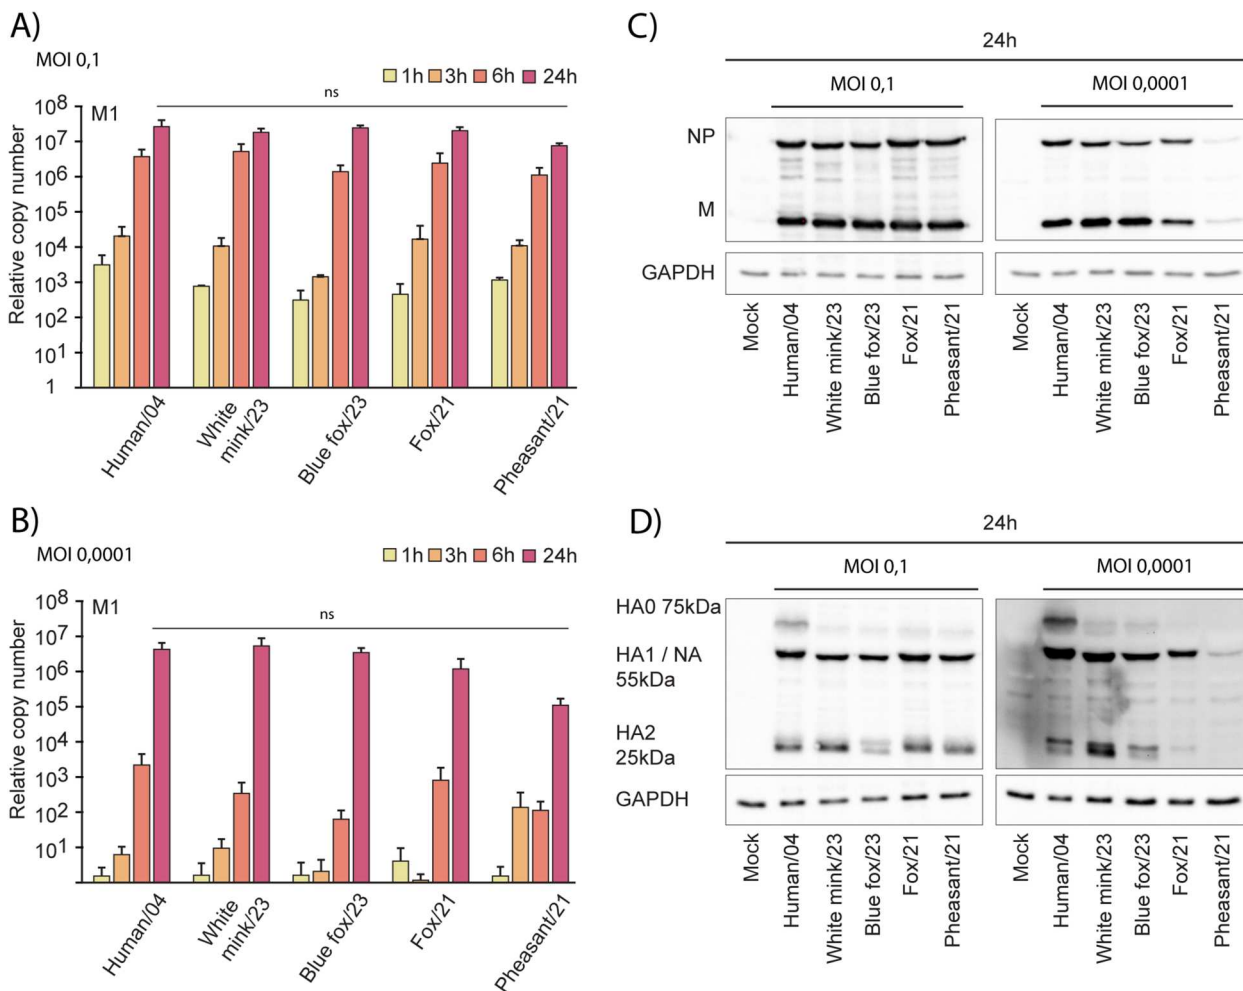 A)
MOI 0,1
1h 3h 6h 24h
M1
ns
Relative copy number
10^8
10^7
10^6
10^5
10^4
10^3
10^2
10^1
1
Human/04
White
mink/23
Blue fox/23
Fox/21
Pheasant/21
B)
MOI 0,0001
1h 3h 6h 24h
M1
ns
Relative copy number
10^8
10^7
10^6
10^5
10^4
10^3
10^2
10^1
Human/04
White
mink/23
Blue fox/23
Fox/21
Pheasant/21
C)
24h
MOI 0,1
MOI 0,0001
NP
M
GAPDH
Mock
Human/04
White mink/23
Blue fox/23
Fox/21
Pheasant/21
Mock
Human/04
White mink/23
Blue fox/23
Fox/21
Pheasant/21
D)
24h
MOI 0,1
MOI 0,0001
HA0 75kDa
HA1 / NA
55kDa
HA2
25kDa
GAPDH
Mock
Human/04
White mink/23
Blue fox/23
Fox/21
Pheasant/21
Mock
Human/04
White mink/23
Blue fox/23
Fox/21
Pheasant/21